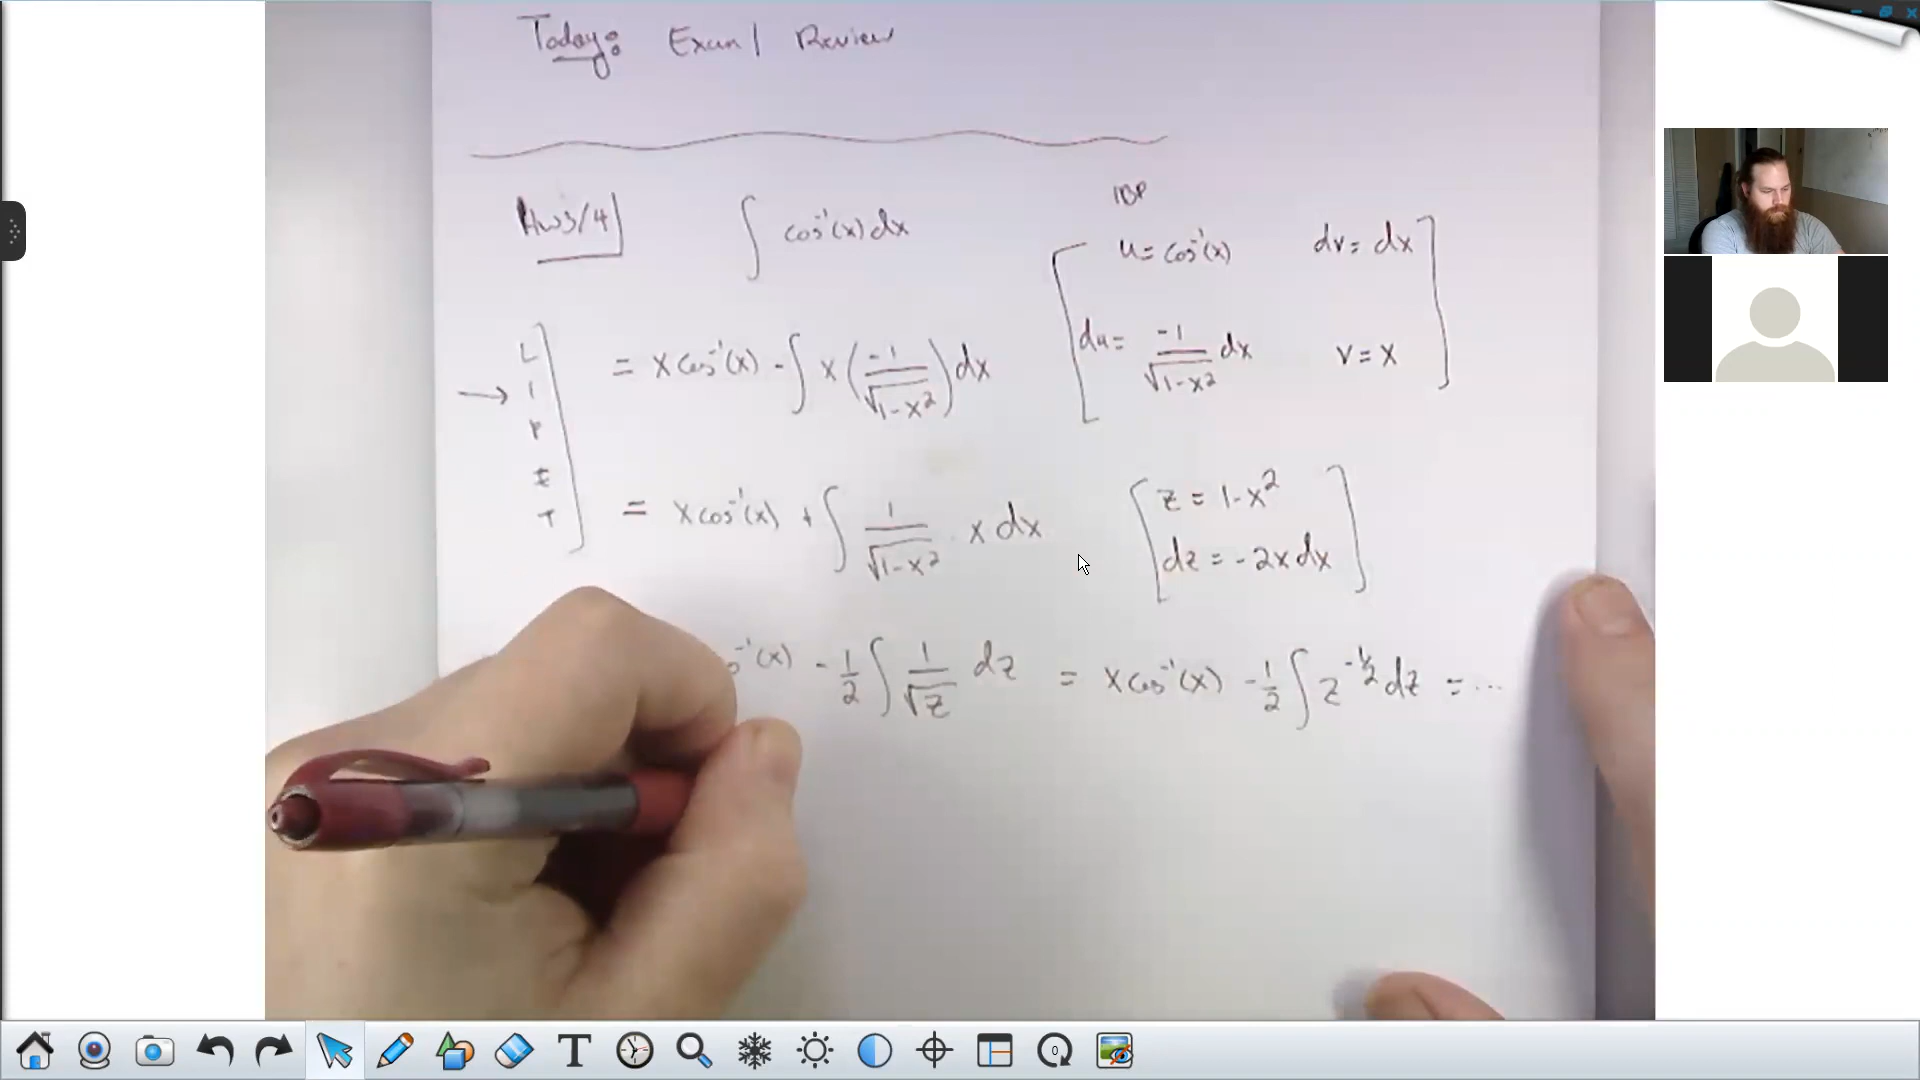 Today: Exam 1 Review
HW3/4
∫ cos⁻¹(x) dx
IBP
u = cos⁻¹(x) dv = dx
du = -1/√(1-x²) dx v = x
L
I
P
E
T
= x cos⁻¹(x) - ∫ x (-1/√(1-x²)) dx
= x cos⁻¹(x) + ∫ 1/√(1-x²) · x dx
z = 1-x²
dz = -2x dx
s⁻¹(x) - 1/2 ∫ 1/√z dz = x cos⁻¹(x) - 1/2 ∫ z^(-1/2) dz = ...
T
0